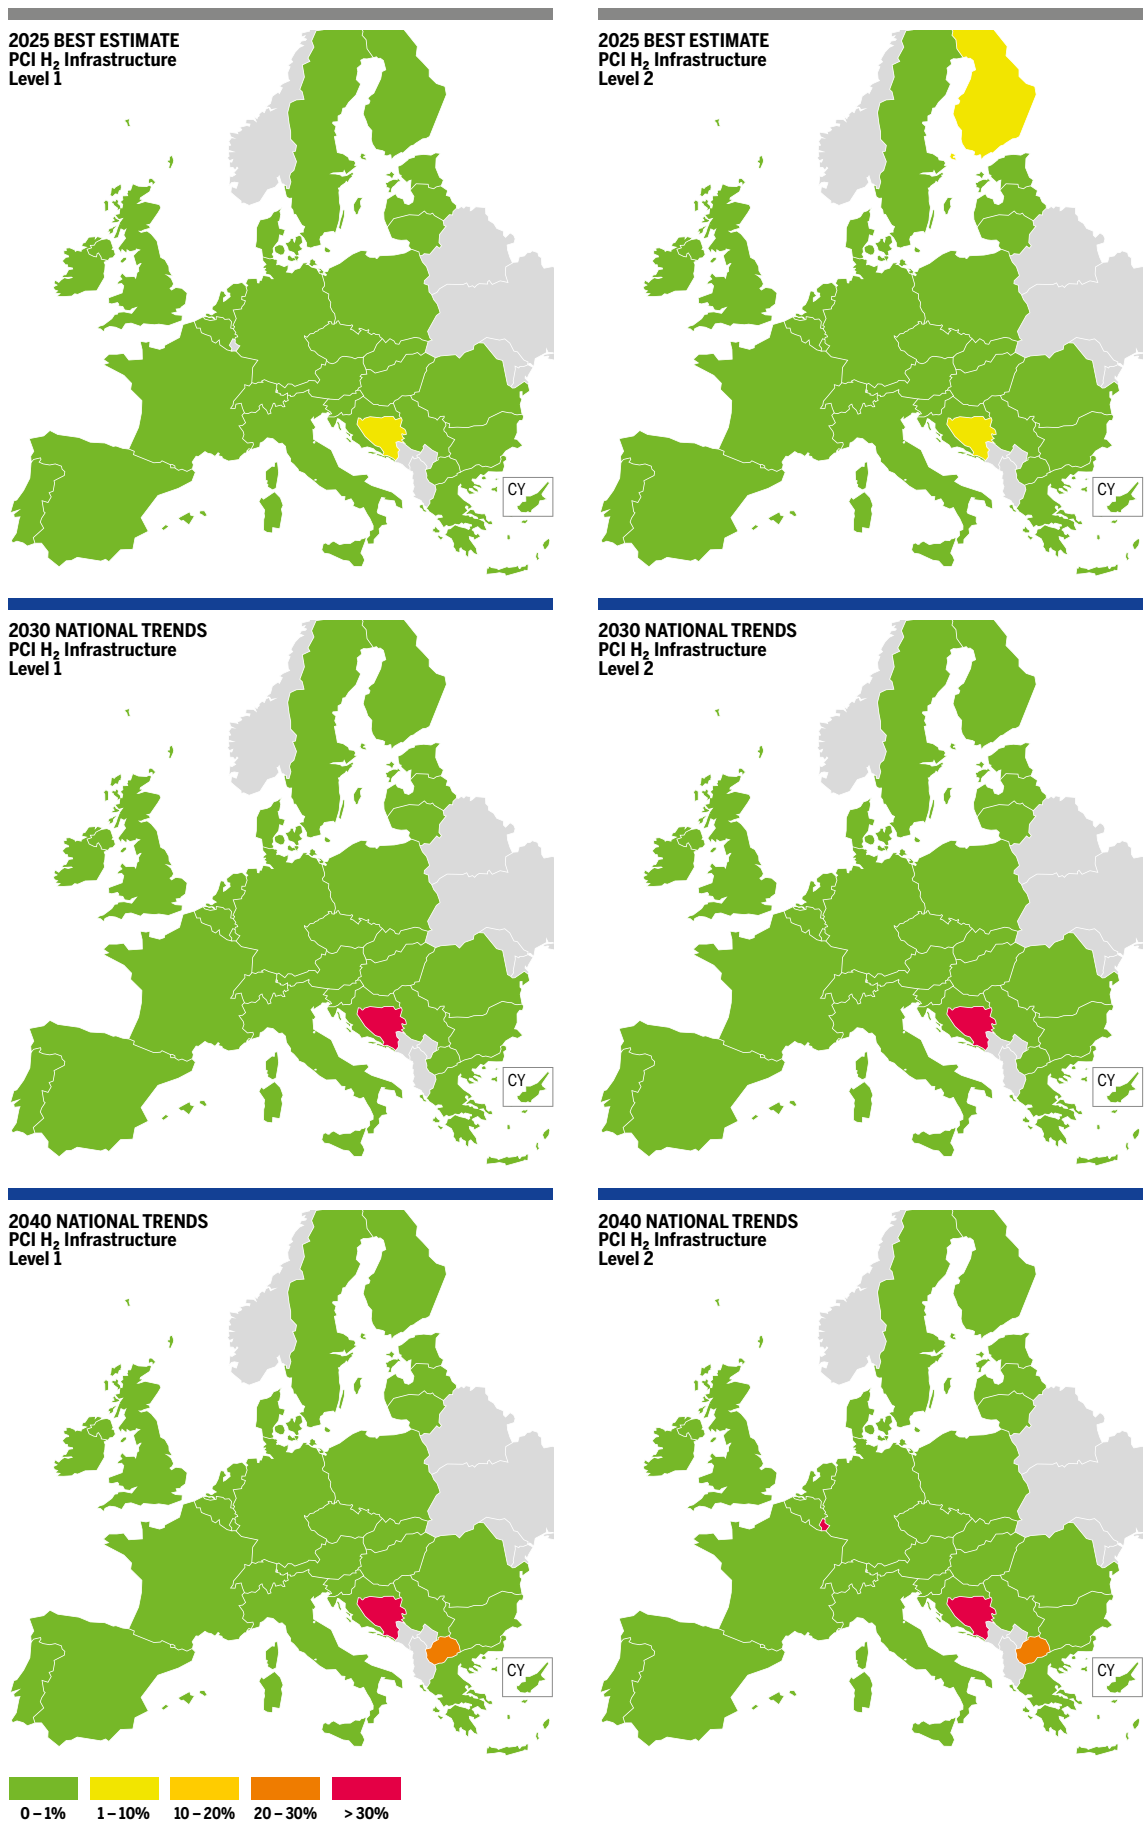 2025 BEST ESTIMATE
PCI H₂ Infrastructure
Level 1
CY
2025 BEST ESTIMATE
PCI H₂ Infrastructure
Level 2
CY
2030 NATIONAL TRENDS
PCI H₂ Infrastructure
Level 1
CY
2030 NATIONAL TRENDS
PCI H₂ Infrastructure
Level 2
CY
2040 NATIONAL TRENDS
PCI H₂ Infrastructure
Level 1
CY
2040 NATIONAL TRENDS
PCI H₂ Infrastructure
Level 2
CY
0 – 1% 1 – 10% 10 – 20% 20 – 30% > 30%